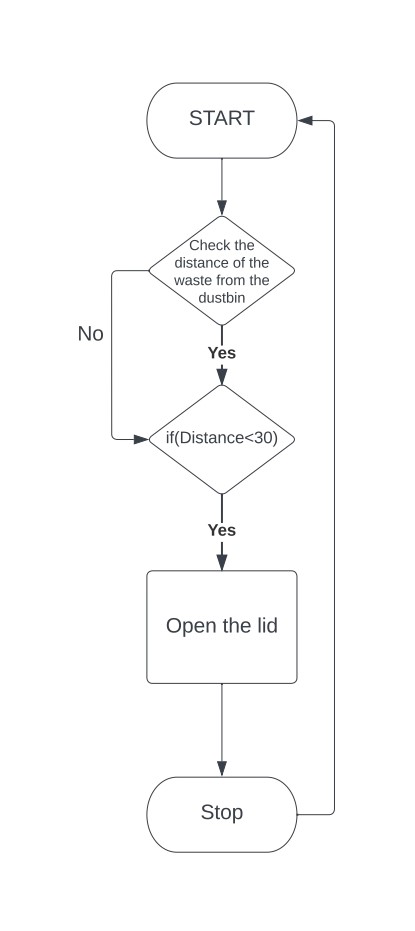 START
Check the
distance of the
waste from the
dustbin
No
Yes
if(Distance<30)
Yes
Open the lid
Stop